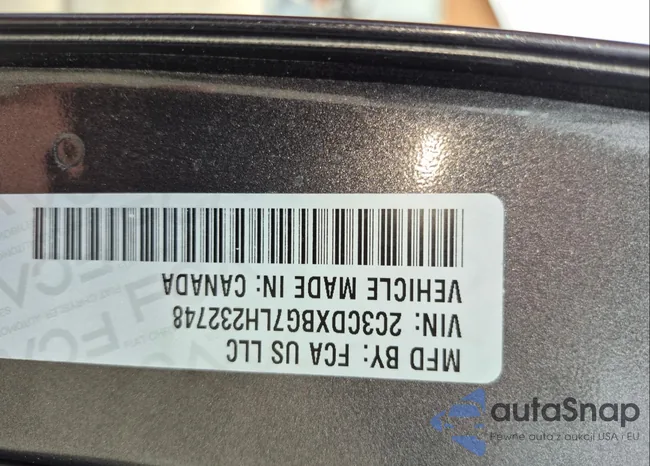 MFD BY: FCA US LLC
VIN: 2C3CDXBG7LH232748
VEHICLE MADE IN: CANADA
autaSnap
Pewne auta z aukcji USA i EU